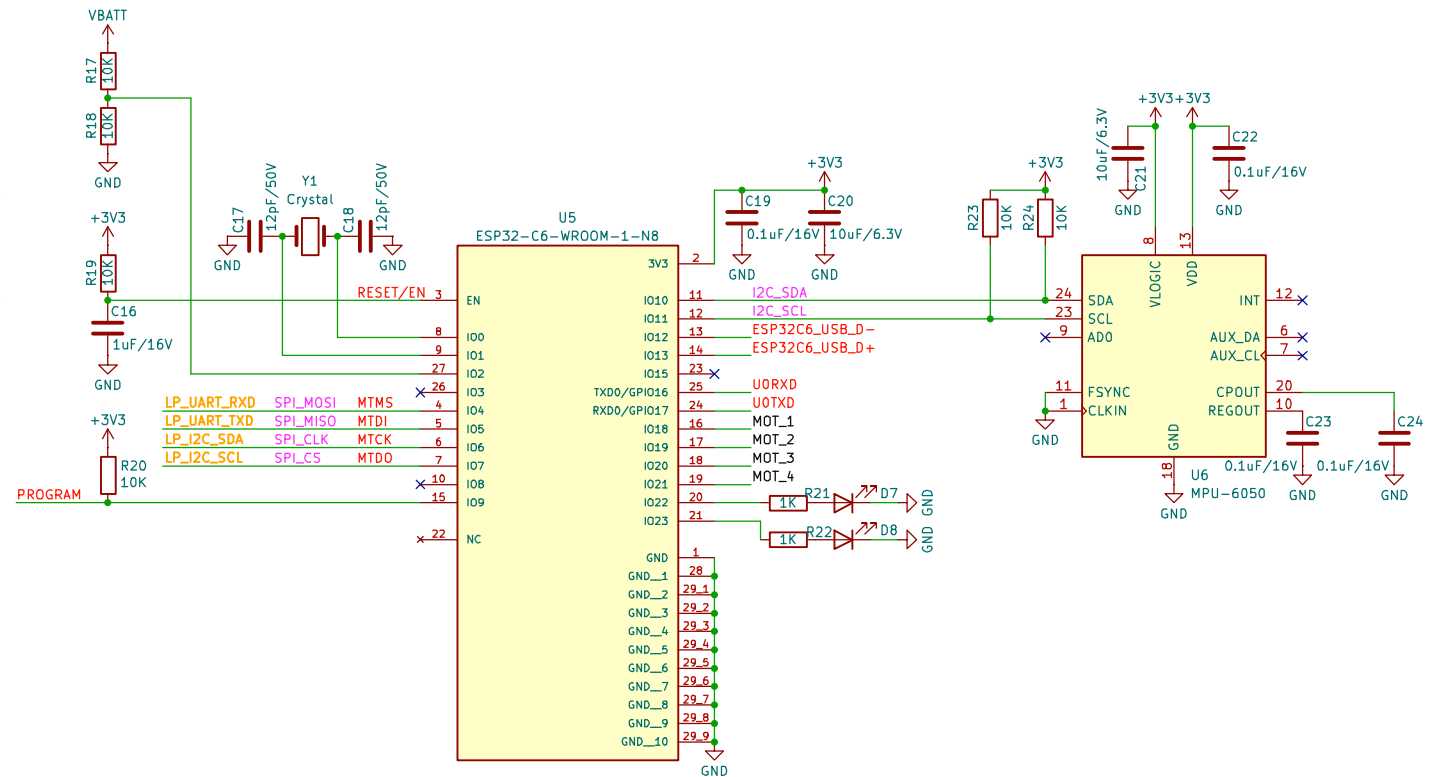 VBATT
R17
10K
R18
10K
GND
+3V3
R19
10K
C16
1uF/16V
GND
+3V3
R20
10K
PROGRAM
C17
12pF/50V
GND
Y1
Crystal
C18
12pF/50V
GND
RESET/EN
LP_UART_RXD SPI_MOSI MTMS
LP_UART_TXD SPI_MISO MTDI
LP_I2C_SDA SPI_CLK MTCK
LP_I2C_SCL SPI_CS MTDO
U5
ESP32-C6-WROOM-1-N8
3 EN
8 IO0
9 IO1
27 IO2
26 IO3
4 IO4
5 IO5
6 IO6
7 IO7
10 IO8
15 IO9
22 NC
3V3 2
IO10 11
IO11 12
IO12 13
IO13 14
IO15 23
TXD0/GPIO16 25
RXD0/GPIO17 24
IO18 16
IO19 17
IO20 18
IO21 19
IO22 20
IO23 21
GND 1
GND__1 28
GND__2 29_1
GND__3 29_2
GND__4 29_3
GND__5 29_4
GND__6 29_5
GND__7 29_6
GND__8 29_7
GND__9 29_8
GND__10 29_9
GND
+3V3
C19
0.1uF/16V
GND
C20
10uF/6.3V
GND
I2C_SDA
I2C_SCL
ESP32C6_USB_D-
ESP32C6_USB_D+
U0RXD
U0TXD
MOT_1
MOT_2
MOT_3
MOT_4
R21
1K
D7
GND
R22
1K
D8
GND
+3V3
R23
10K
R24
10K
+3V3
+3V3
10uF/6.3V
C21
GND
C22
0.1uF/16V
GND
8 VLOGIC
13 VDD
24 SDA
23 SCL
9 AD0
11 FSYNC
1 CLKIN
GND
INT 12
AUX_DA 6
AUX_CL 7
CPOUT 20
REGOUT 10
GND 18
GND
U6
MPU-6050
C23
0.1uF/16V
GND
C24
0.1uF/16V
GND